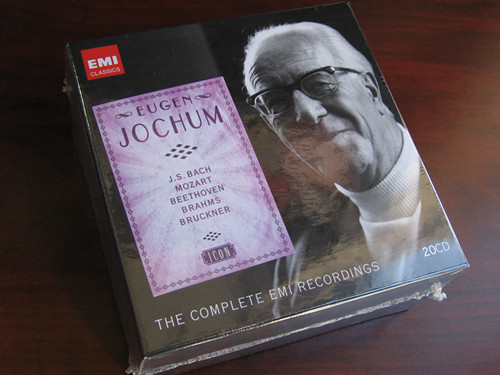 EMI
CLASSICS
EUGEN
JOCHUM
J.S. BACH
MOZART
BEETHOVEN
BRAHMS
BRUCKNER
ICON
20CD
THE COMPLETE EMI RECORDINGS